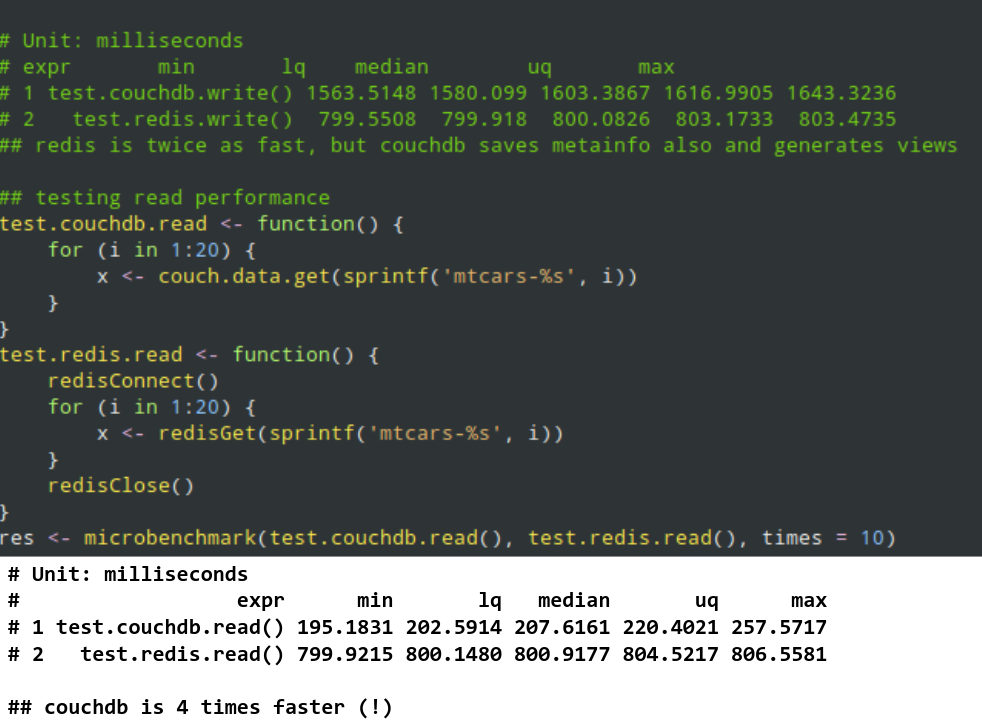 # Unit: milliseconds
# expr       min       lq    median        uq       max
# 1 test.couchdb.write() 1563.5148 1580.099 1603.3867 1616.9905 1643.3236
# 2   test.redis.write()  799.5508  799.918  800.0826  803.1733  803.4735
## redis is twice as fast, but couchdb saves metainfo also and generates views
## testing read performance
test.couchdb.read <- function() {
    for (i in 1:20) {
        x <- couch.data.get(sprintf('mtcars-%s', i))
    }
}
test.redis.read <- function() {
    redisConnect()
    for (i in 1:20) {
        x <- redisGet(sprintf('mtcars-%s', i))
    }
    redisClose()
}
res <- microbenchmark(test.couchdb.read(), test.redis.read(), times = 10)
# Unit: milliseconds
#                  expr      min       lq   median       uq      max
# 1 test.couchdb.read() 195.1831 202.5914 207.6161 220.4021 257.5717
# 2   test.redis.read() 799.9215 800.1480 800.9177 804.5217 806.5581
## couchdb is 4 times faster (!)